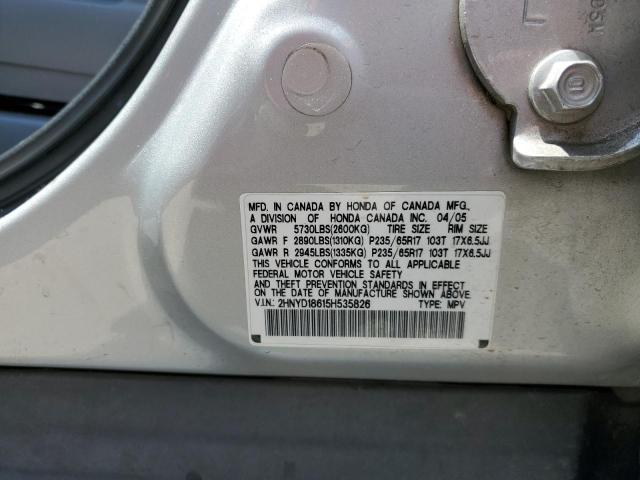 L
10
MFD. IN CANADA BY HONDA OF CANADA MFG.,
A DIVISION OF HONDA CANADA INC. 04/05
GVWR 5730LBS(2600KG) TIRE SIZE RIM SIZE
GAWR F 2890LBS(1310KG) P235/65R17 103T 17X6.5JJ
GAWR R 2945LBS(1335KG) P235/65R17 103T 17X6.5JJ
THIS VEHICLE CONFORMS TO ALL APPLICABLE
FEDERAL MOTOR VEHICLE SAFETY
AND THEFT PREVENTION STANDARDS IN EFFECT
ON THE DATE OF MANUFACTURE SHOWN ABOVE.
V.I.N.: 2HNYD18615H535826 TYPE: MPV